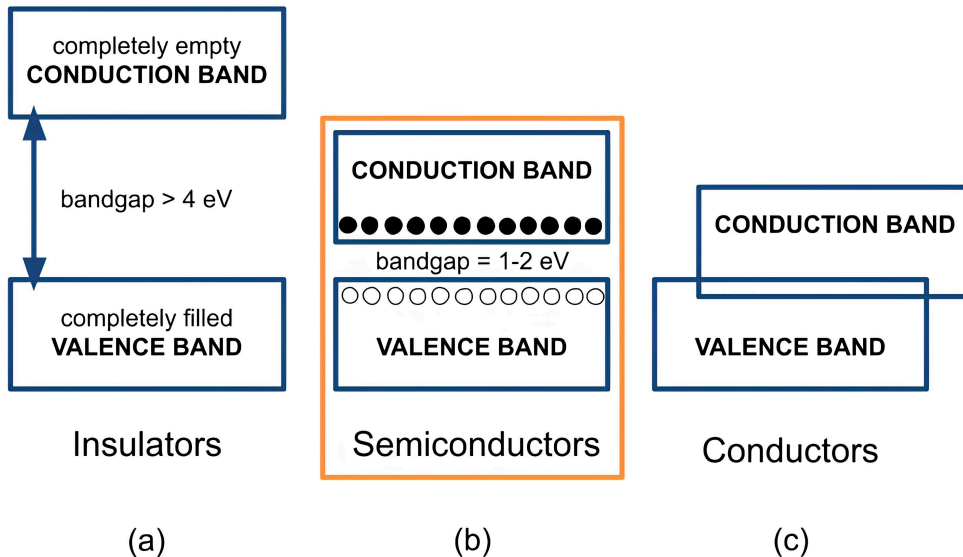 completely empty
CONDUCTION BAND
bandgap > 4 eV
completely filled
VALENCE BAND
Insulators
(a)
CONDUCTION BAND
bandgap = 1-2 eV
VALENCE BAND
Semiconductors
(b)
CONDUCTION BAND
VALENCE BAND
Conductors
(c)